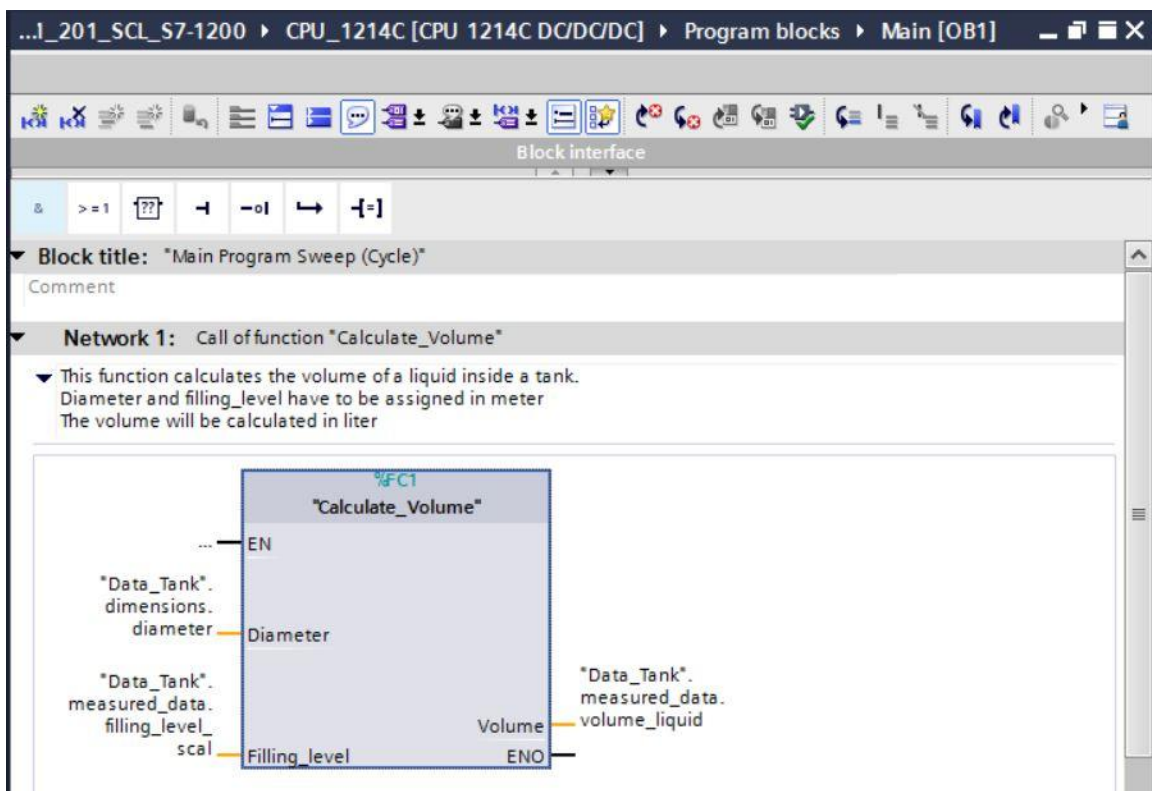 ...1_201_SCL_S7-1200 ▸ CPU_1214C [CPU 1214C DC/DC/DC] ▸ Program blocks ▸ Main [OB1]
Block interface
& >=1 ??
Block title: "Main Program Sweep (Cycle)"
Comment
Network 1: Call of function "Calculate_Volume"
This function calculates the volume of a liquid inside a tank.
Diameter and filling_level have to be assigned in meter
The volume will be calculated in liter
%FC1
"Calculate_Volume"
... EN
"Data_Tank".
dimensions.
diameter
Diameter
"Data_Tank".
measured_data.
filling_level_
scal
Filling_level
"Data_Tank".
measured_data.
volume_liquid
Volume
ENO